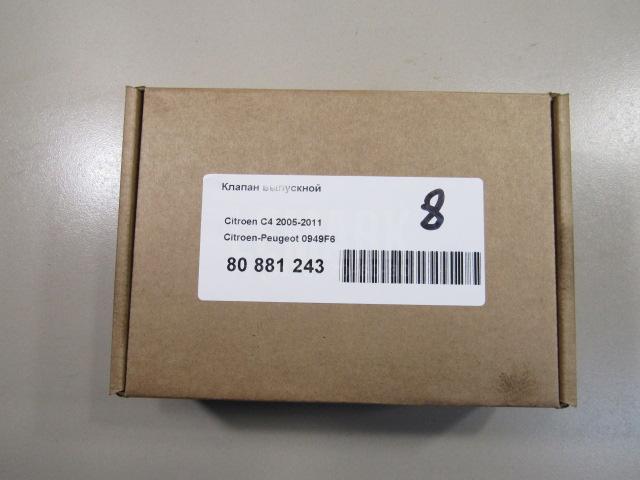 Клапан выпускной
8
Citroen C4 2005-2011
Citroen-Peugeot 0949F6
80 881 243